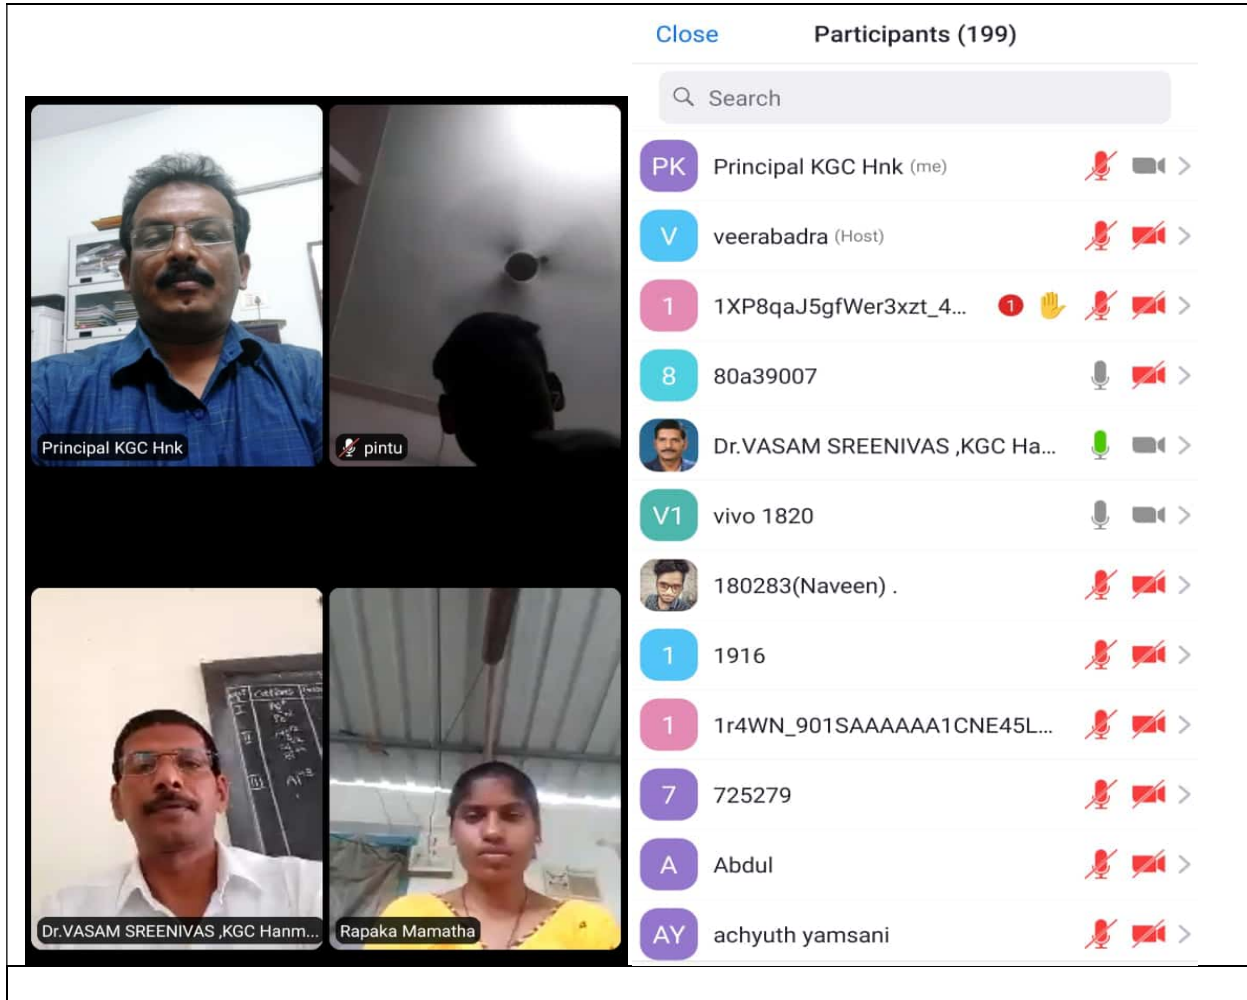 Principal KGC Hnk
pintu
Dr.VASAM SREENIVAS ,KGC Hanm...
Rapaka Mamatha
Close
Participants (199)
Search
PK Principal KGC Hnk (me)
V veerabadra (Host)
1 1XP8qaJ5gfWer3xzt_4... 1
8 80a39007
Dr.VASAM SREENIVAS ,KGC Ha...
V1 vivo 1820
180283(Naveen) .
1 1916
1 1r4WN_901SAAAAAA1CNE45L...
7 725279
A Abdul
AY achyuth yamsani